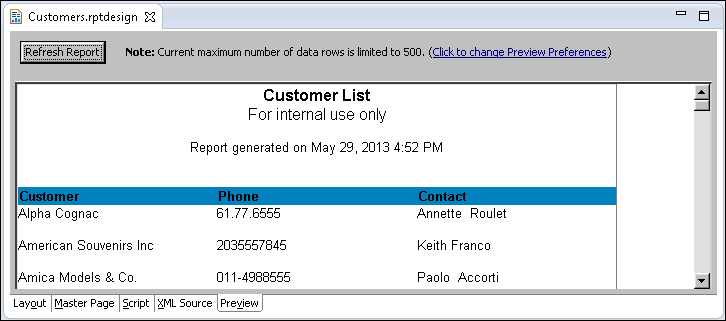 Customers.rptdesign
Refresh Report Note: Current maximum number of data rows is limited to 500. (Click to change Preview Preferences)
Customer List
For internal use only
Report generated on May 29, 2013 4:52 PM
Customer Phone Contact
Alpha Cognac 61.77.6555 Annette Roulet
American Souvenirs Inc 2035557845 Keith Franco
Amica Models & Co. 011-4988555 Paolo Accorti
Layout Master Page Script XML Source Preview